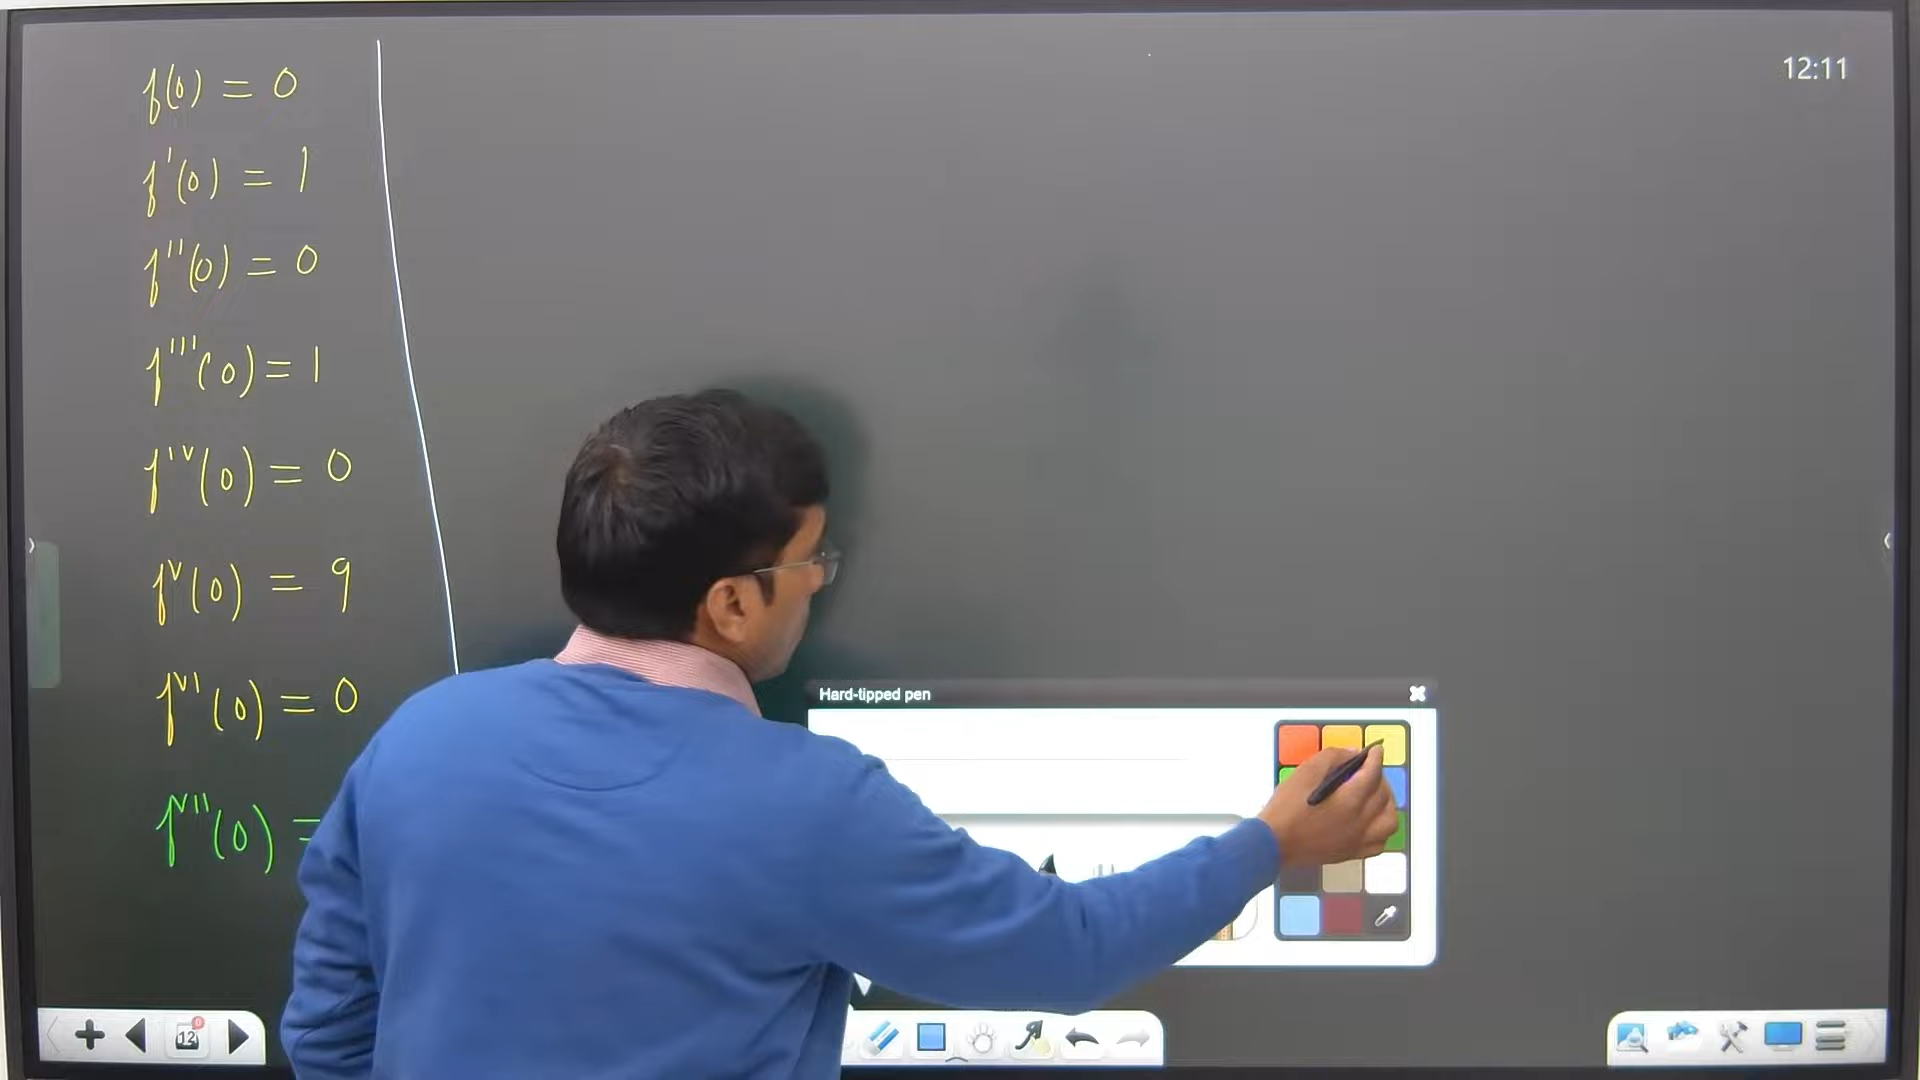 f(0) = 0
f'(0) = 1
f''(0) = 0
f'''(0) = 1
f^{IV}(0) = 0
f^{V}(0) = 9
f^{VI}(0) = 0
f^{VII}(0) =
12:11
Hard-tipped pen
12